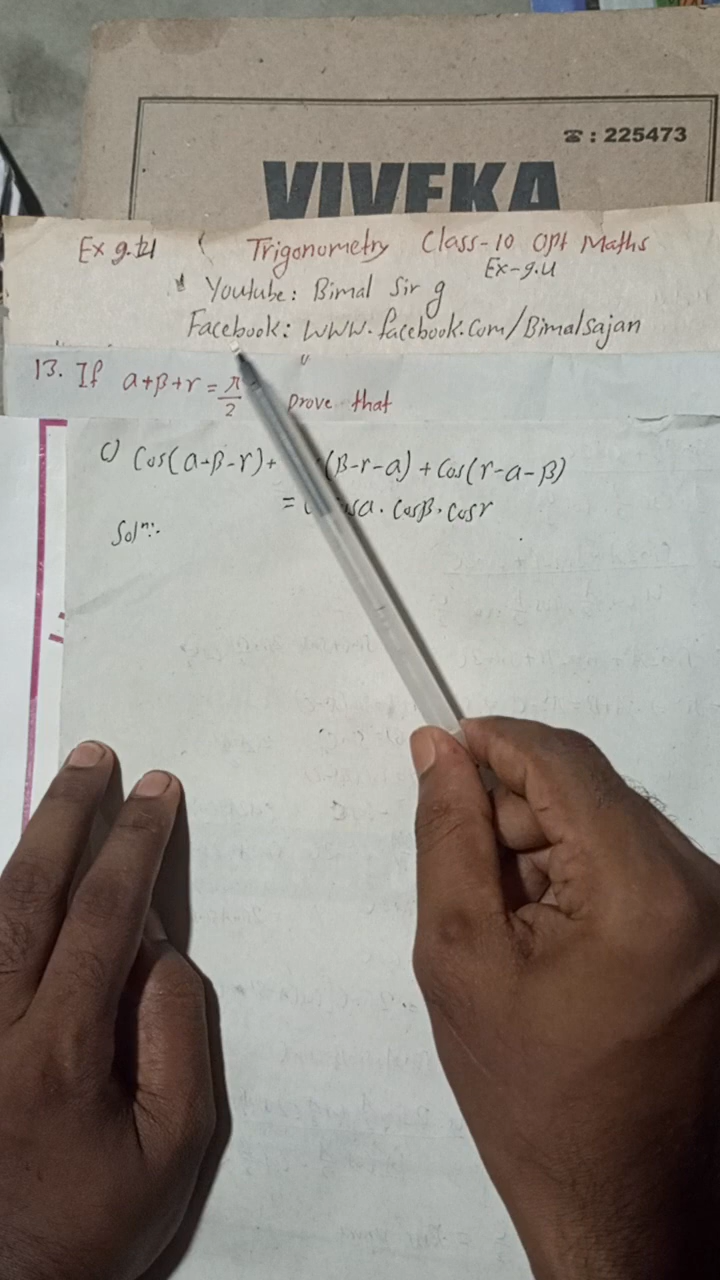 ☎ : 225473
VIVEKA
Ex 9.4 Trigonometry Class-10 Opt Maths
Ex-9.4
Youtube: Bimal Sir g
Facebook: WWW.facebook.Com/Bimalsajan
13. If α+β+r = π/2 prove that
c) Cos(α-β-r)+ (β-r-α) + Cos(r-α-β)
= α. Cosβ. Cosr
Solⁿ:-